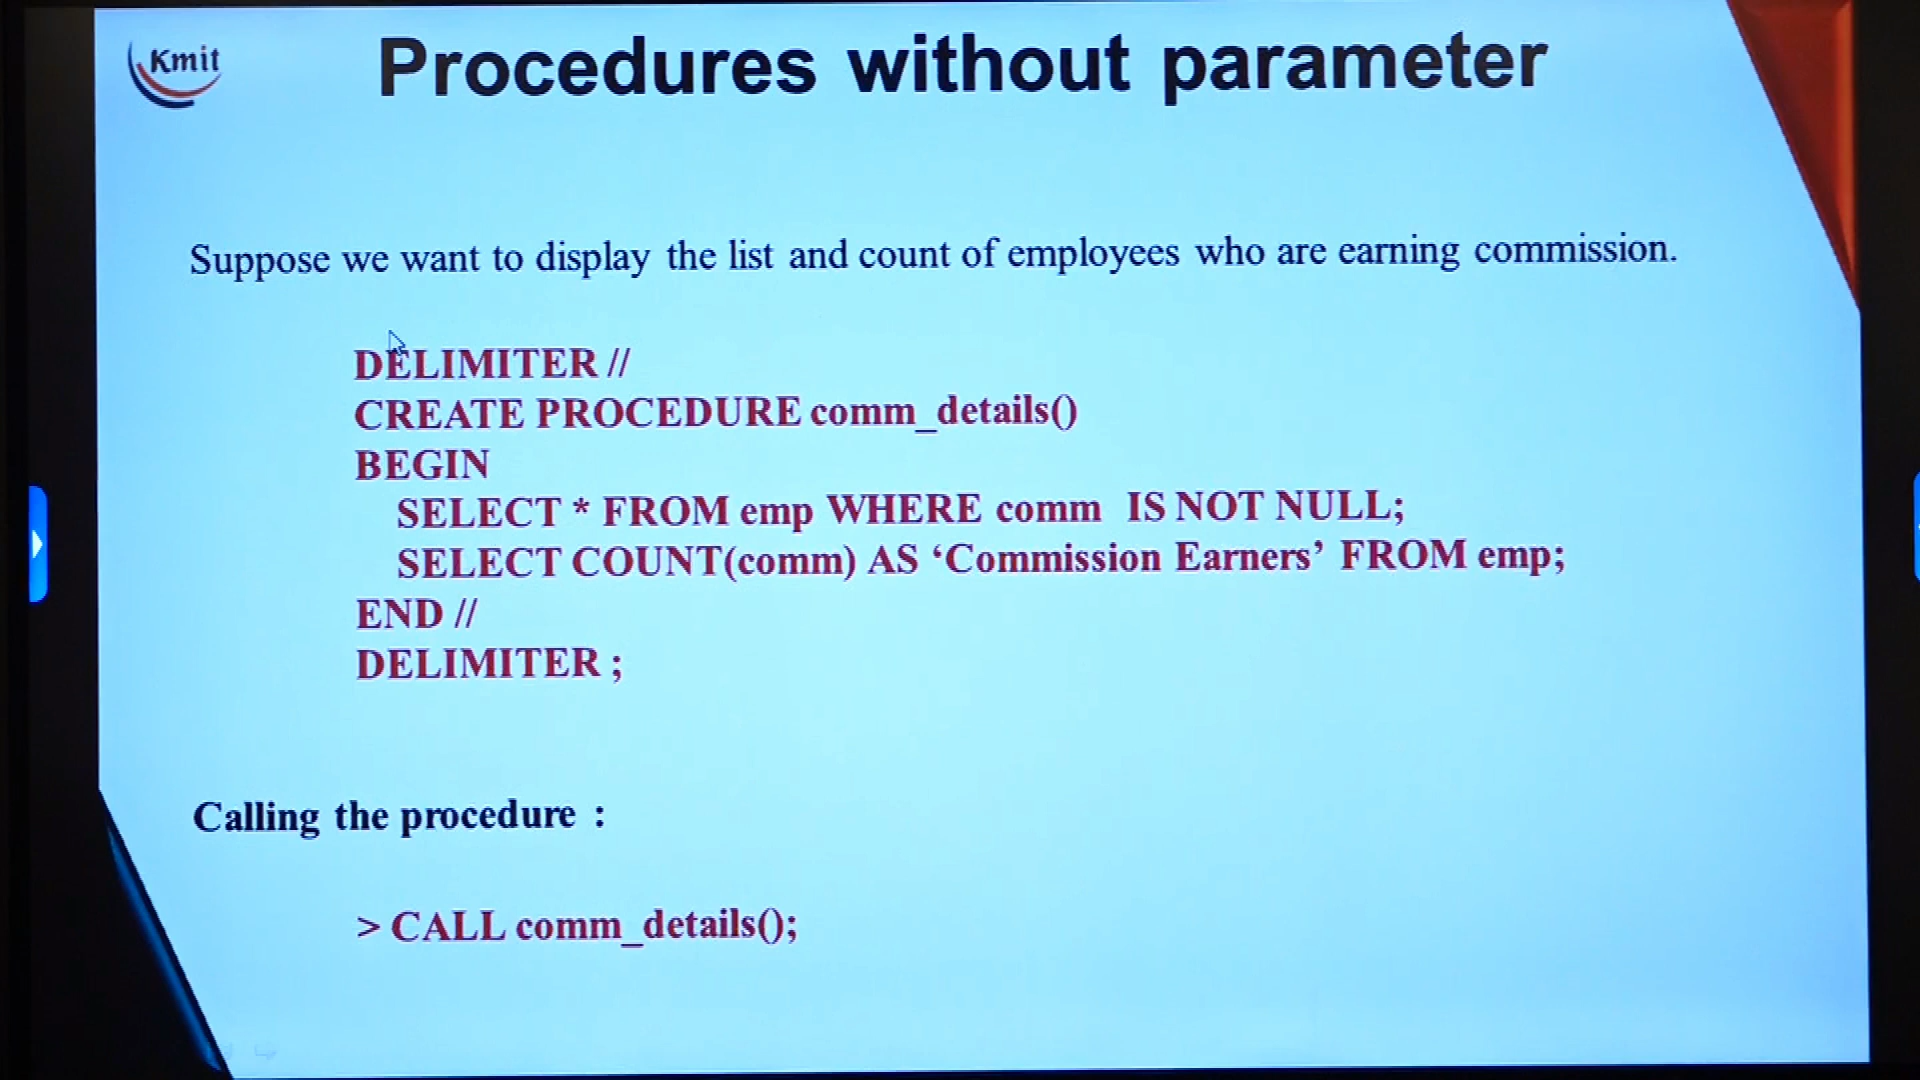 Kmit
Procedures without parameter
Suppose we want to display the list and count of employees who are earning commission.
DELIMITER //
CREATE PROCEDURE comm_details()
BEGIN
SELECT * FROM emp WHERE comm IS NOT NULL;
SELECT COUNT(comm) AS ‘Commission Earners’ FROM emp;
END //
DELIMITER ;
Calling the procedure :
> CALL comm_details();